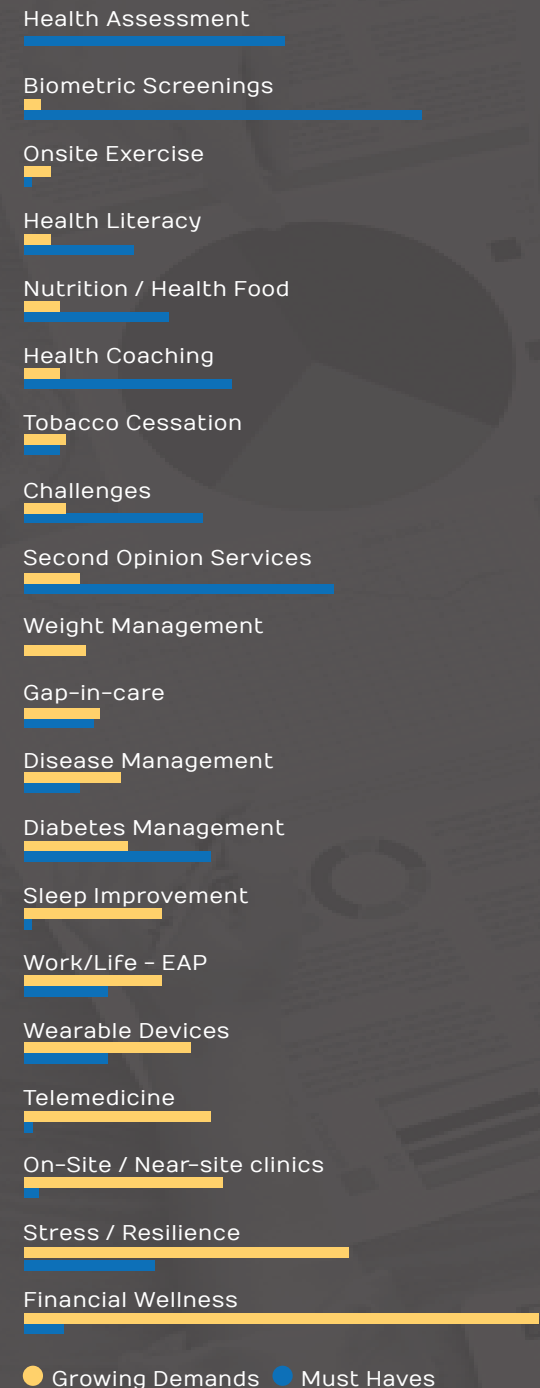 Health Assessment
Biometric Screenings
Onsite Exercise
Health Literacy
Nutrition / Health Food
Health Coaching
Tobacco Cessation
Challenges
Second Opinion Services
Weight Management
Gap-in-care
Disease Management
Diabetes Management
Sleep Improvement
Work/Life - EAP
Wearable Devices
Telemedicine
On-Site / Near-site clinics
Stress / Resilience
Financial Wellness
Growing Demands Must Haves